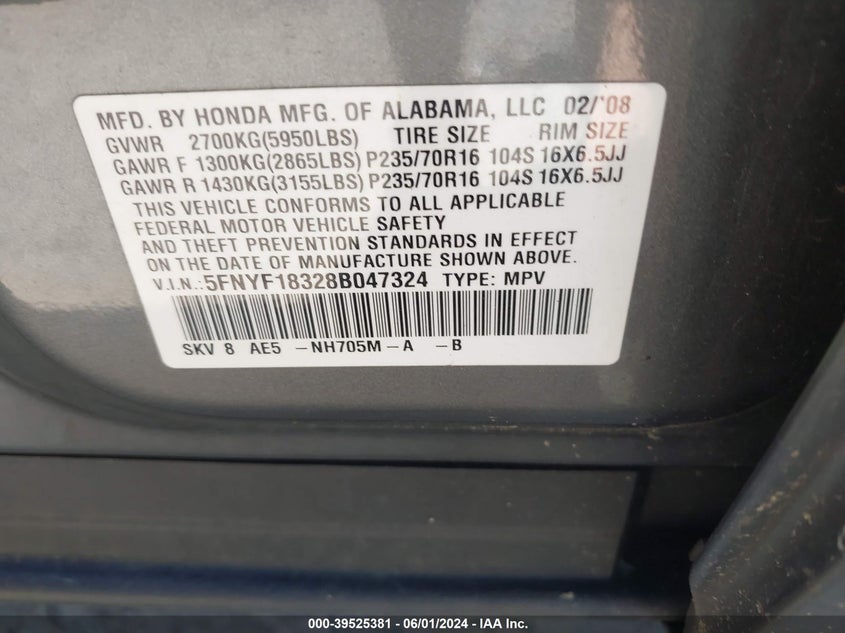 MFD. BY HONDA MFG. OF ALABAMA, LLC 02/'08
GVWR 2700KG(5950LBS) TIRE SIZE RIM SIZE
GAWR F 1300KG(2865LBS) P235/70R16 104S 16X6.5JJ
GAWR R 1430KG(3155LBS) P235/70R16 104S 16X6.5JJ
THIS VEHICLE CONFORMS TO ALL APPLICABLE
FEDERAL MOTOR VEHICLE SAFETY
AND THEFT PREVENTION STANDARDS IN EFFECT
ON THE DATE OF MANUFACTURE SHOWN ABOVE.
V.I.N.:5FNYF18328B047324 TYPE: MPV
SKV 8 AE5 -NH705M-A -B
000-39525381 - 06/01/2024 - IAA Inc.